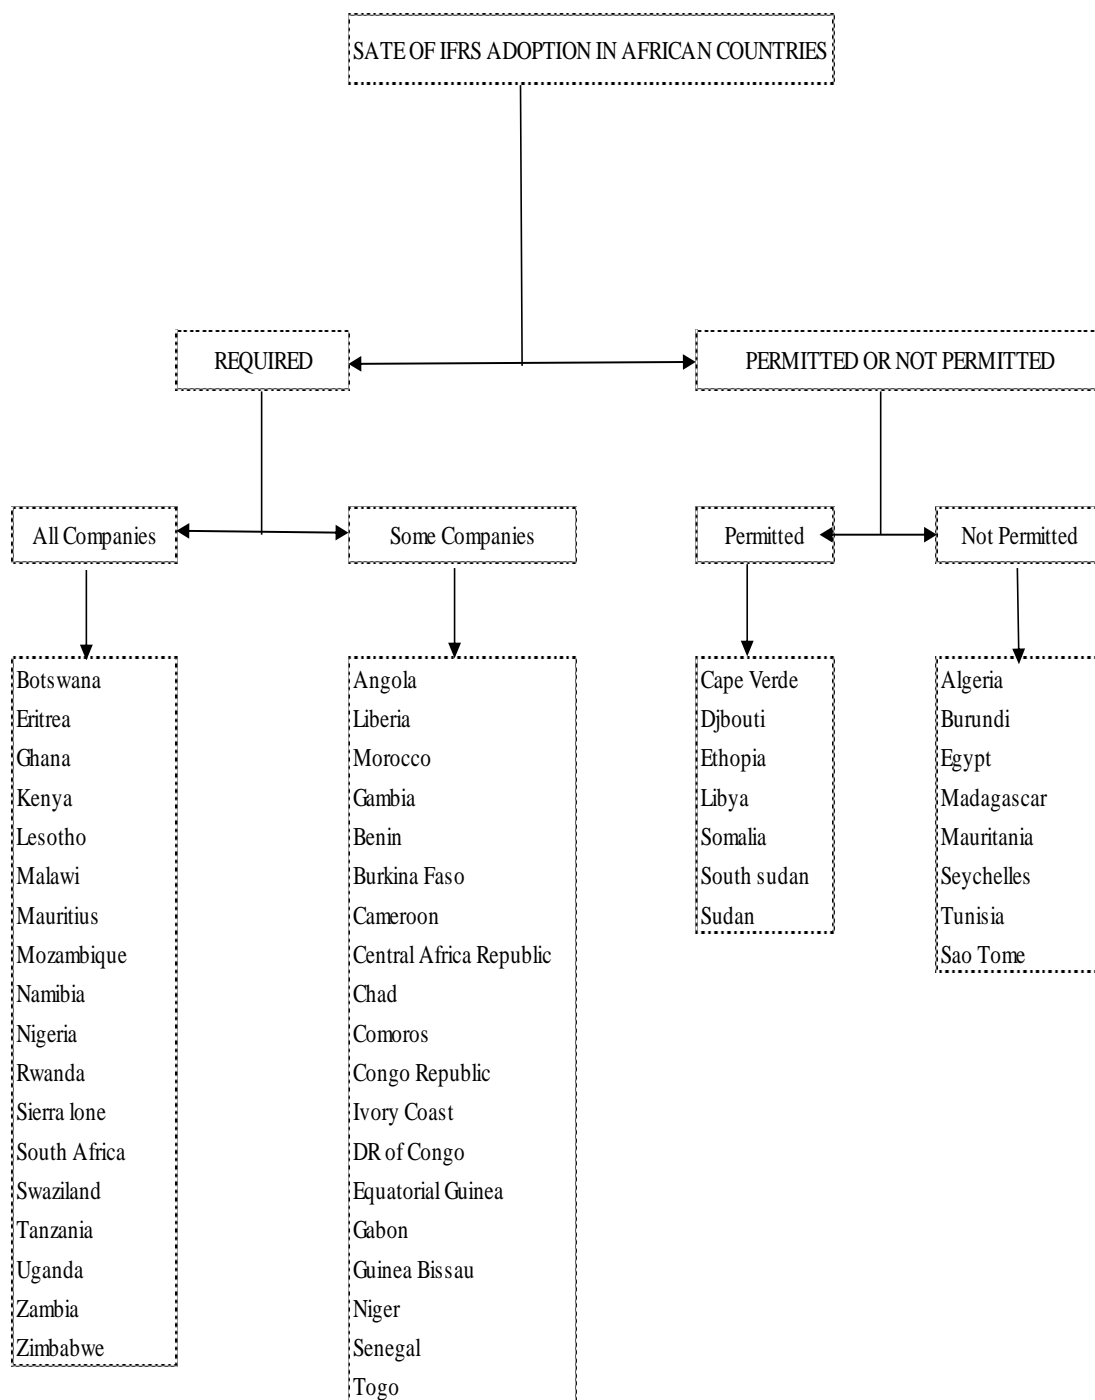 SATE OF IFRS ADOPTION IN AFRICAN COUNTRIES
REQUIRED
PERMITTED OR NOT PERMITTED
All Companies
Some Companies
Permitted
Not Permitted
Botswana
Eritrea
Ghana
Kenya
Lesotho
Malawi
Mauritius
Mozambique
Namibia
Nigeria
Rwanda
Sierra lone
South Africa
Swaziland
Tanzania
Uganda
Zambia
Zimbabwe
Angola
Liberia
Morocco
Gambia
Benin
Burkina Faso
Cameroon
Central Africa Republic
Chad
Comoros
Congo Republic
Ivory Coast
DR of Congo
Equatorial Guinea
Gabon
Guinea Bissau
Niger
Senegal
Togo
Cape Verde
Djbouti
Ethopia
Libya
Somalia
South sudan
Sudan
Algeria
Burundi
Egypt
Madagascar
Mauritania
Seychelles
Tunisia
Sao Tome